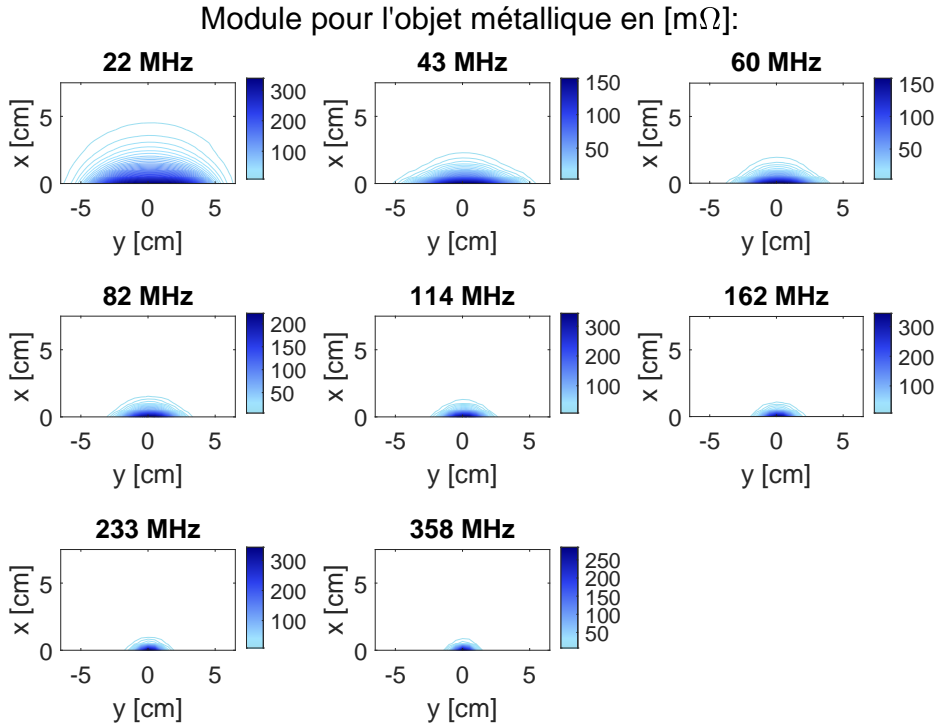 Module pour l'objet métallique en [mΩ]:
22 MHz
x [cm]
5
0
-5 0 5
y [cm]
300
200
100
43 MHz
x [cm]
5
0
-5 0 5
y [cm]
150
100
50
60 MHz
x [cm]
5
0
-5 0 5
y [cm]
150
100
50
82 MHz
x [cm]
5
0
-5 0 5
y [cm]
200
150
100
50
114 MHz
x [cm]
5
0
-5 0 5
y [cm]
300
200
100
162 MHz
x [cm]
5
0
-5 0 5
y [cm]
300
200
100
233 MHz
x [cm]
5
0
-5 0 5
y [cm]
300
200
100
358 MHz
x [cm]
5
0
-5 0 5
y [cm]
250
200
150
100
50